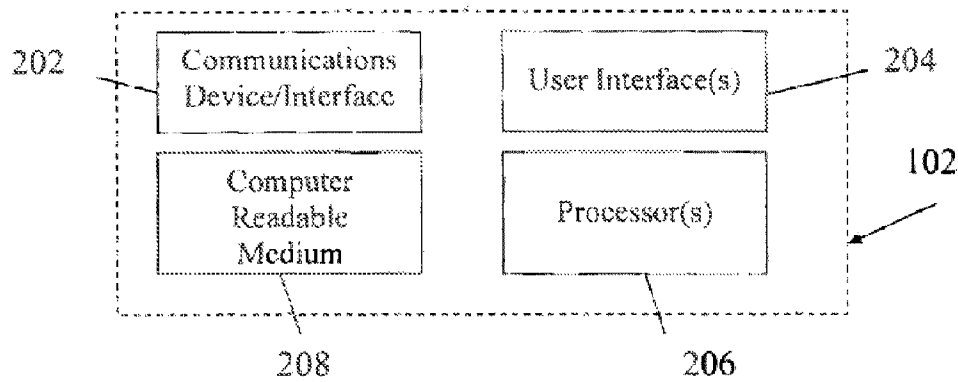 202
Communications
Device/Interface
User Interface(s)
204
Computer
Readable
Medium
Processor(s)
102
208
206